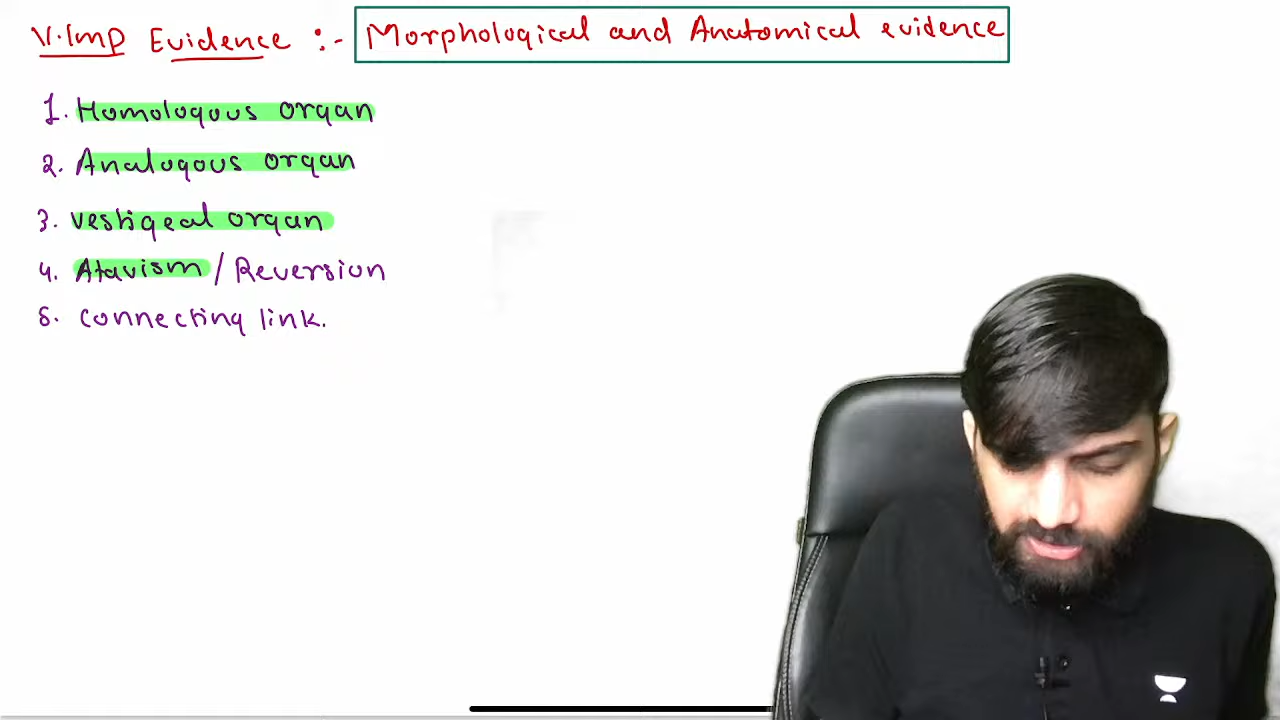 V.Imp Evidence :- Morphological and Anatomical evidence
1. Homologous organ
2. Analogous organ
3. vestigeal organ
4. Atavism / Reversion
5. connecting link.